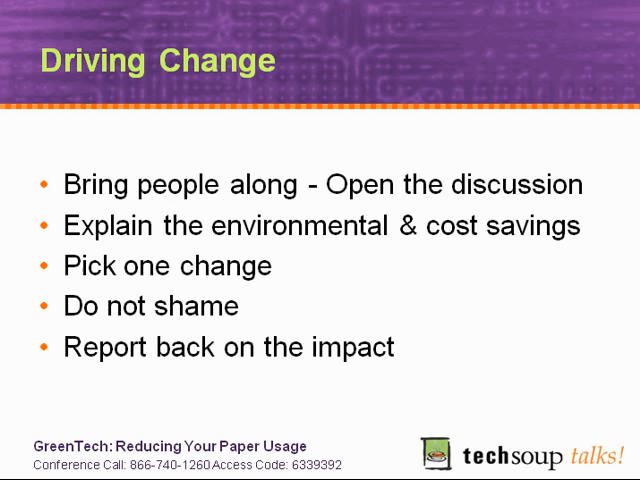 Driving Change
• Bring people along - Open the discussion
• Explain the environmental & cost savings
• Pick one change
• Do not shame
• Report back on the impact
GreenTech: Reducing Your Paper Usage
Conference Call: 866-740-1260 Access Code: 6339392
techsoup talks!